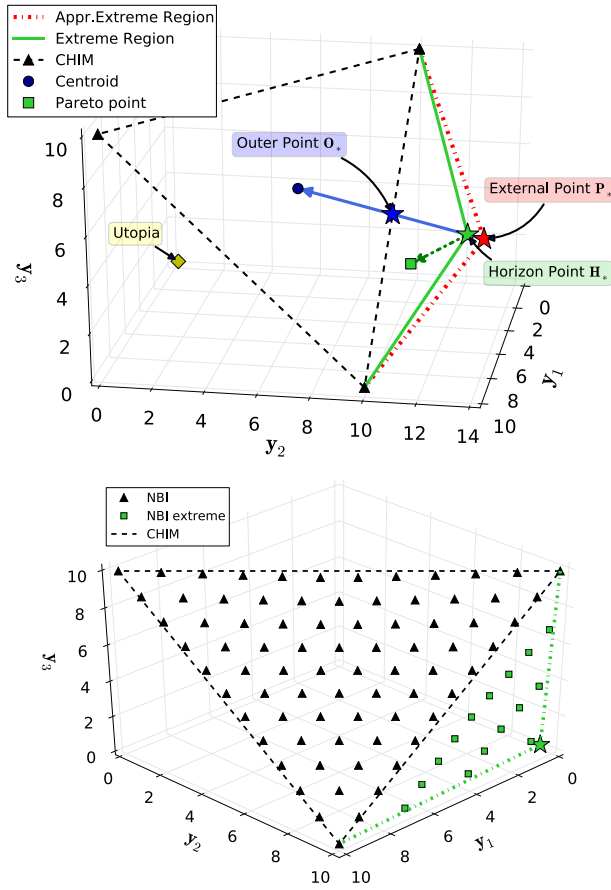 Appr.Extreme Region
Extreme Region
CHIM
Centroid
Pareto point
Outer Point O*
External Point P*
Horizon Point H*
Utopia
10
8
6
4
2
0
y3
0
2
4
6
8
10
12
14
y2
0
2
4
6
8
10
y1
NBI
NBI extreme
CHIM
10
8
6
4
2
0
y3
0
2
4
6
8
10
y2
10
8
6
4
2
0
y1